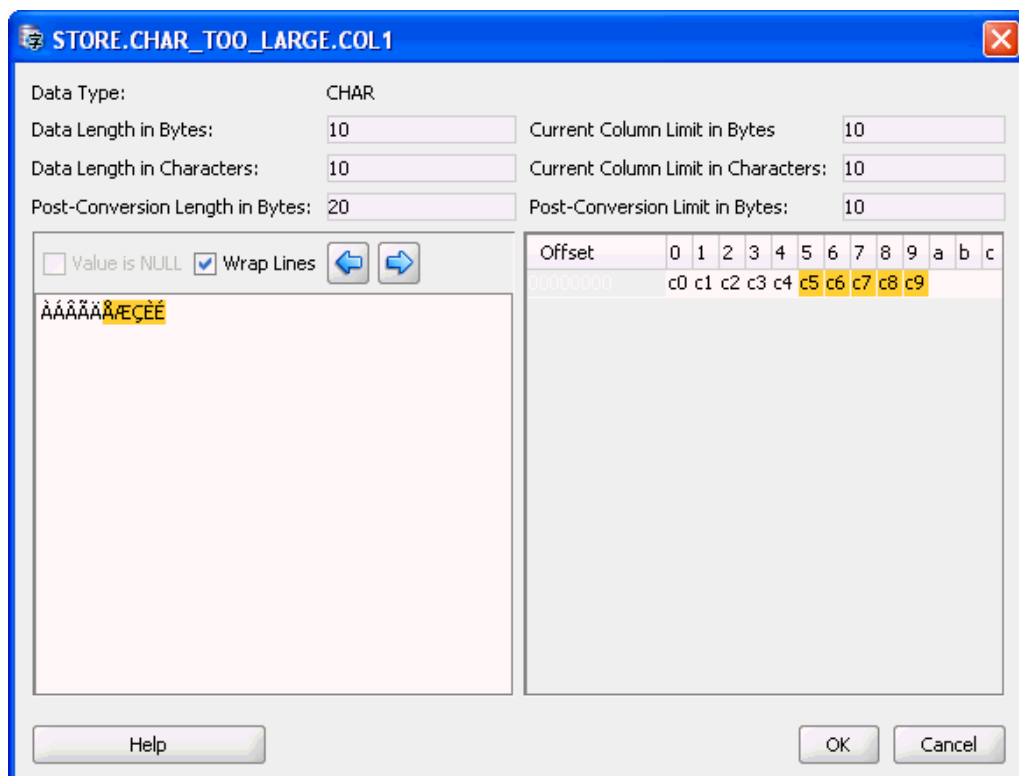 STORE.CHAR_TOO_LARGE.COL1
Data Type: CHAR
Data Length in Bytes: 10 Current Column Limit in Bytes 10
Data Length in Characters: 10 Current Column Limit in Characters: 10
Post-Conversion Length in Bytes: 20 Post-Conversion Limit in Bytes: 10
Value is NULL Wrap Lines
ÀÁÂÃÄÅÆÇÈÉ
Offset 0 1 2 3 4 5 6 7 8 9 a b c
00000000 c0 c1 c2 c3 c4 c5 c6 c7 c8 c9
Help OK Cancel